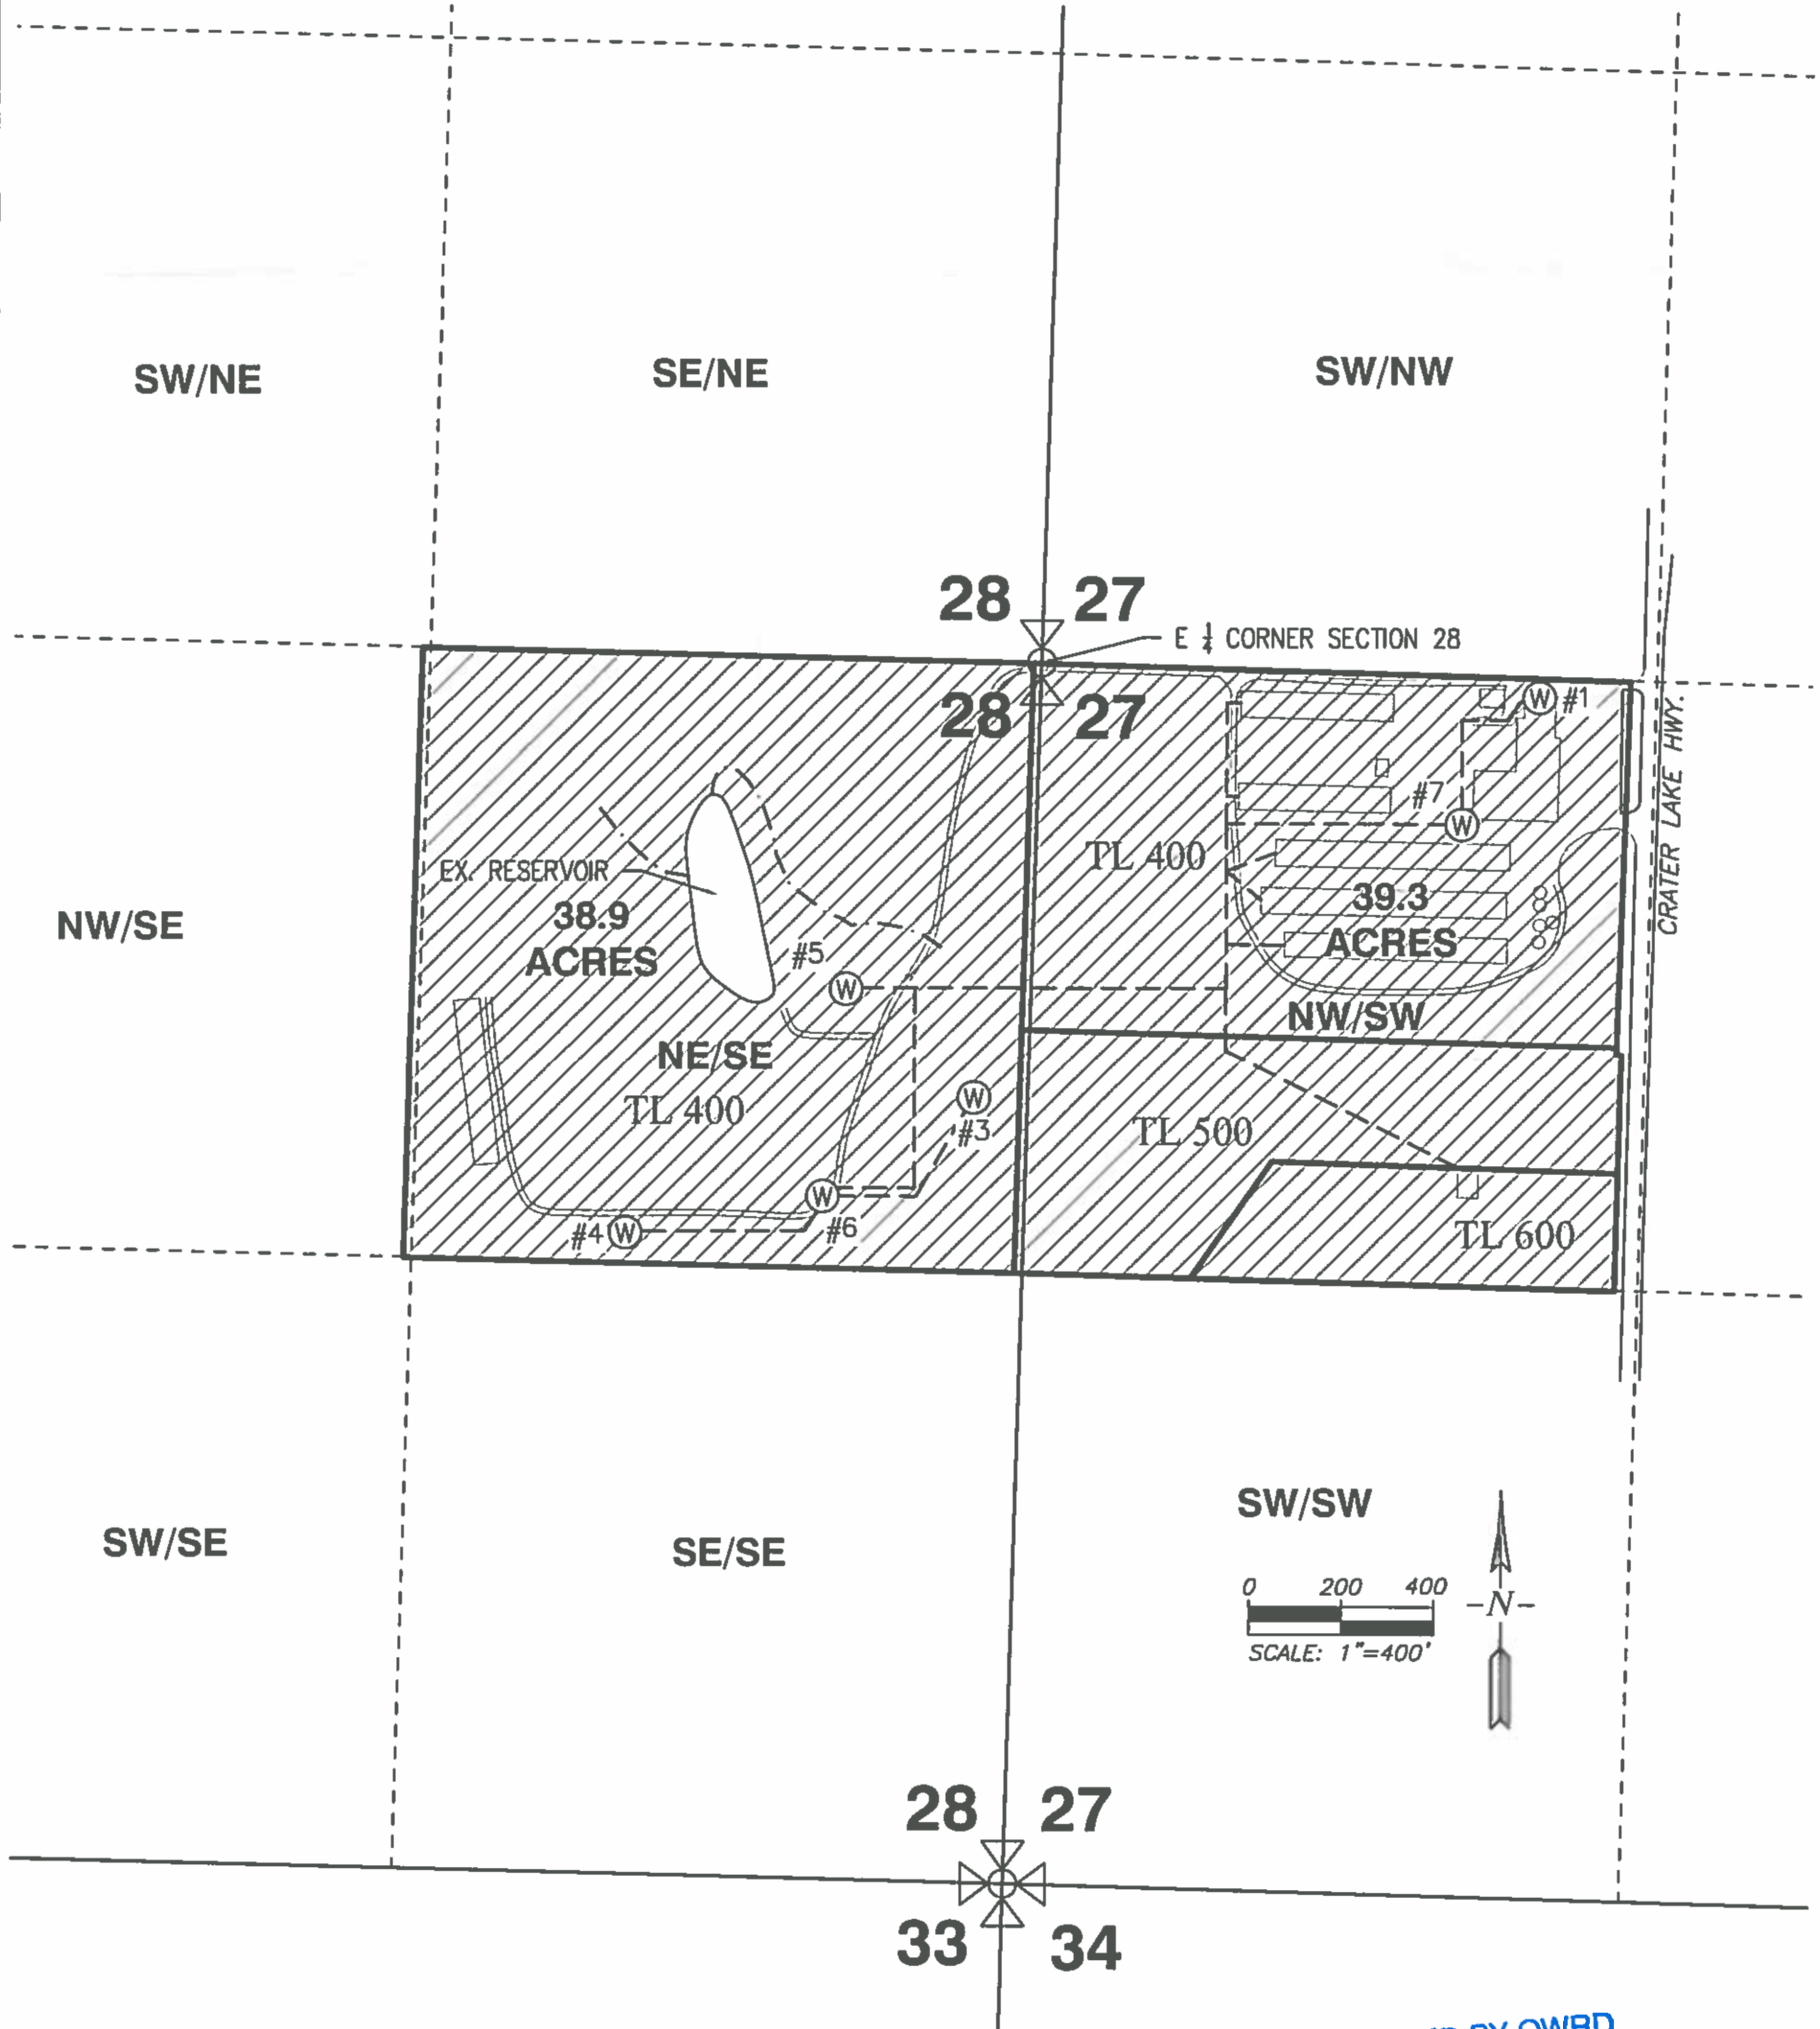 SW/NE
SE/NE
SW/NW
28 27
E ¼ CORNER SECTION 28
28 27
W #1
CRATER LAKE HWY.
#7
W
TL 400
EX. RESERVOIR
38.9
ACRES
39.3
ACRES
NW/SE
#5
W
NW/SW
NE/SE
TL 400
W
#3
TL 500
W
#6
#4 W
TL 600
SW/SW
SW/SE
SE/SE
0 200 400
SCALE: 1"=400'
-N-
28 27
33 34
BY OWRD